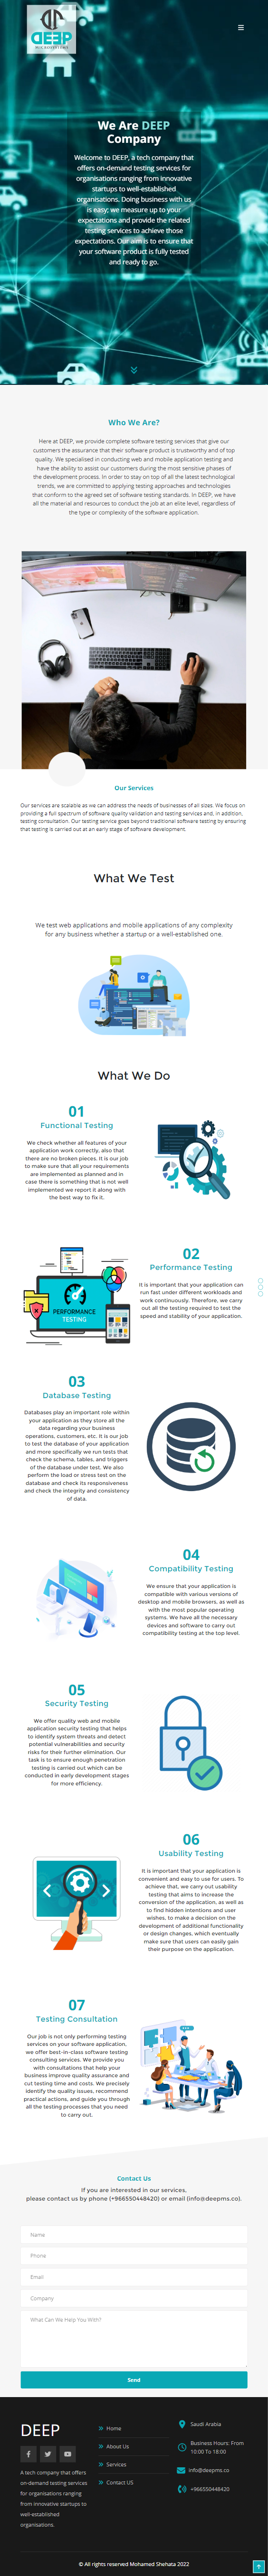 DEEP
We Are DEEP
Company
Welcome to DEEP, a tech company that
offers on-demand testing services for
organisations ranging from innovative
startups to well-established
organisations. Doing business with us
is easy; we measure up to your
expectations and provide the related
testing services to achieve those
expectations. Our aim is to ensure that
your software product is fully tested
and ready to go.
Who We Are?
Here at DEEP, we provide complete software testing services that give our
customers the assurance that their software product is trustworthy and of top
quality. We specialised in conducting web and mobile application testing and
have the ability to assist our customers during the most sensitive phases of
the development process. In order to stay on top of all the latest technological
trends, we are committed to applying testing approaches and technologies
that conform to the agreed set of software testing standards. In DEEP, we have
all the material and resources to conduct the job at an elite level, regardless of
the type or complexity of the software application.
Our Services
Our services are scalable as we can address the needs of businesses of all sizes. We focus on
providing a full spectrum of software quality validation and testing services and, in addition,
testing consultation. Our testing service goes beyond traditional software testing by ensuring
that testing is carried out at an early stage of software development.
What We Test
We test web applications and mobile applications of any complexity
for any business whether a startup or a well-established one.
What We Do
01
Functional Testing
We check whether all features of your
application work correctly, also that
there are no broken pieces. It is our job
to make sure that all your requirements
are implemented as planned and in
case there is something that is not well
implemented we report it along with
the best way to fix it.
PERFORMANCE
TESTING
02
Performance Testing
It is important that your application can
run fast under different workloads and
work continuously. Therefore, we carry
out all the testing required to test the
speed and stability of your application.
03
Database Testing
Databases play an important role within
your application as they store all the
data regarding your business
operations, customers, etc. It is our job
to test the database of your application
and more specifically we run tests that
check the schema, tables, and triggers
of the database under test. We also
perform the load or stress test on the
database and check its responsiveness
and check the integrity and consistency
of data.
04
Compatibility Testing
We ensure that your application is
compatible with various versions of
desktop and mobile browsers, as well as
with the most popular operating
systems. We have all the necessary
devices and software to carry out
compatibility testing at the top level.
05
Security Testing
We offer quality web and mobile
application security testing that helps
to identify system threats and detect
potential vulnerabilities and security
risks for their further elimination. Our
task is to ensure enough penetration
testing is carried out which can be
conducted in early development stages
for more efficiency.
06
Usability Testing
It is important that your application is
convenient and easy to use for users. To
achieve that, we carry out usability
testing that aims to increase the
conversion of the application, as well as
to find hidden intentions and user
wishes, to make a decision on the
development of additional functionality
or design changes, which eventually
make sure that users can easily gain
their purpose on the application.
07
Testing Consultation
Our job is not only performing testing
services on your software application,
we offer best-in-class software testing
consulting services. We provide you
with consultations that help your
business improve quality assurance and
cut testing time and costs. We precisely
identify the quality issues, recommend
practical actions, and guide you through
all the testing processes that you need
to carry out.
Contact Us
If you are interested in our services,
please contact us by phone (+966550448420) or email (info@deepms.co).
Name
Phone
Email
Company
What Can We Help You With?
Send
DEEP
A tech company that offers
on-demand testing services
for organisations ranging
from innovative startups to
well-established
organisations.
Home
About Us
Services
Contact US
Saudi Arabia
Business Hours: From
10:00 To 18:00
info@deepms.co
+966550448420
© All rights reserved Mohamed Shehata 2022